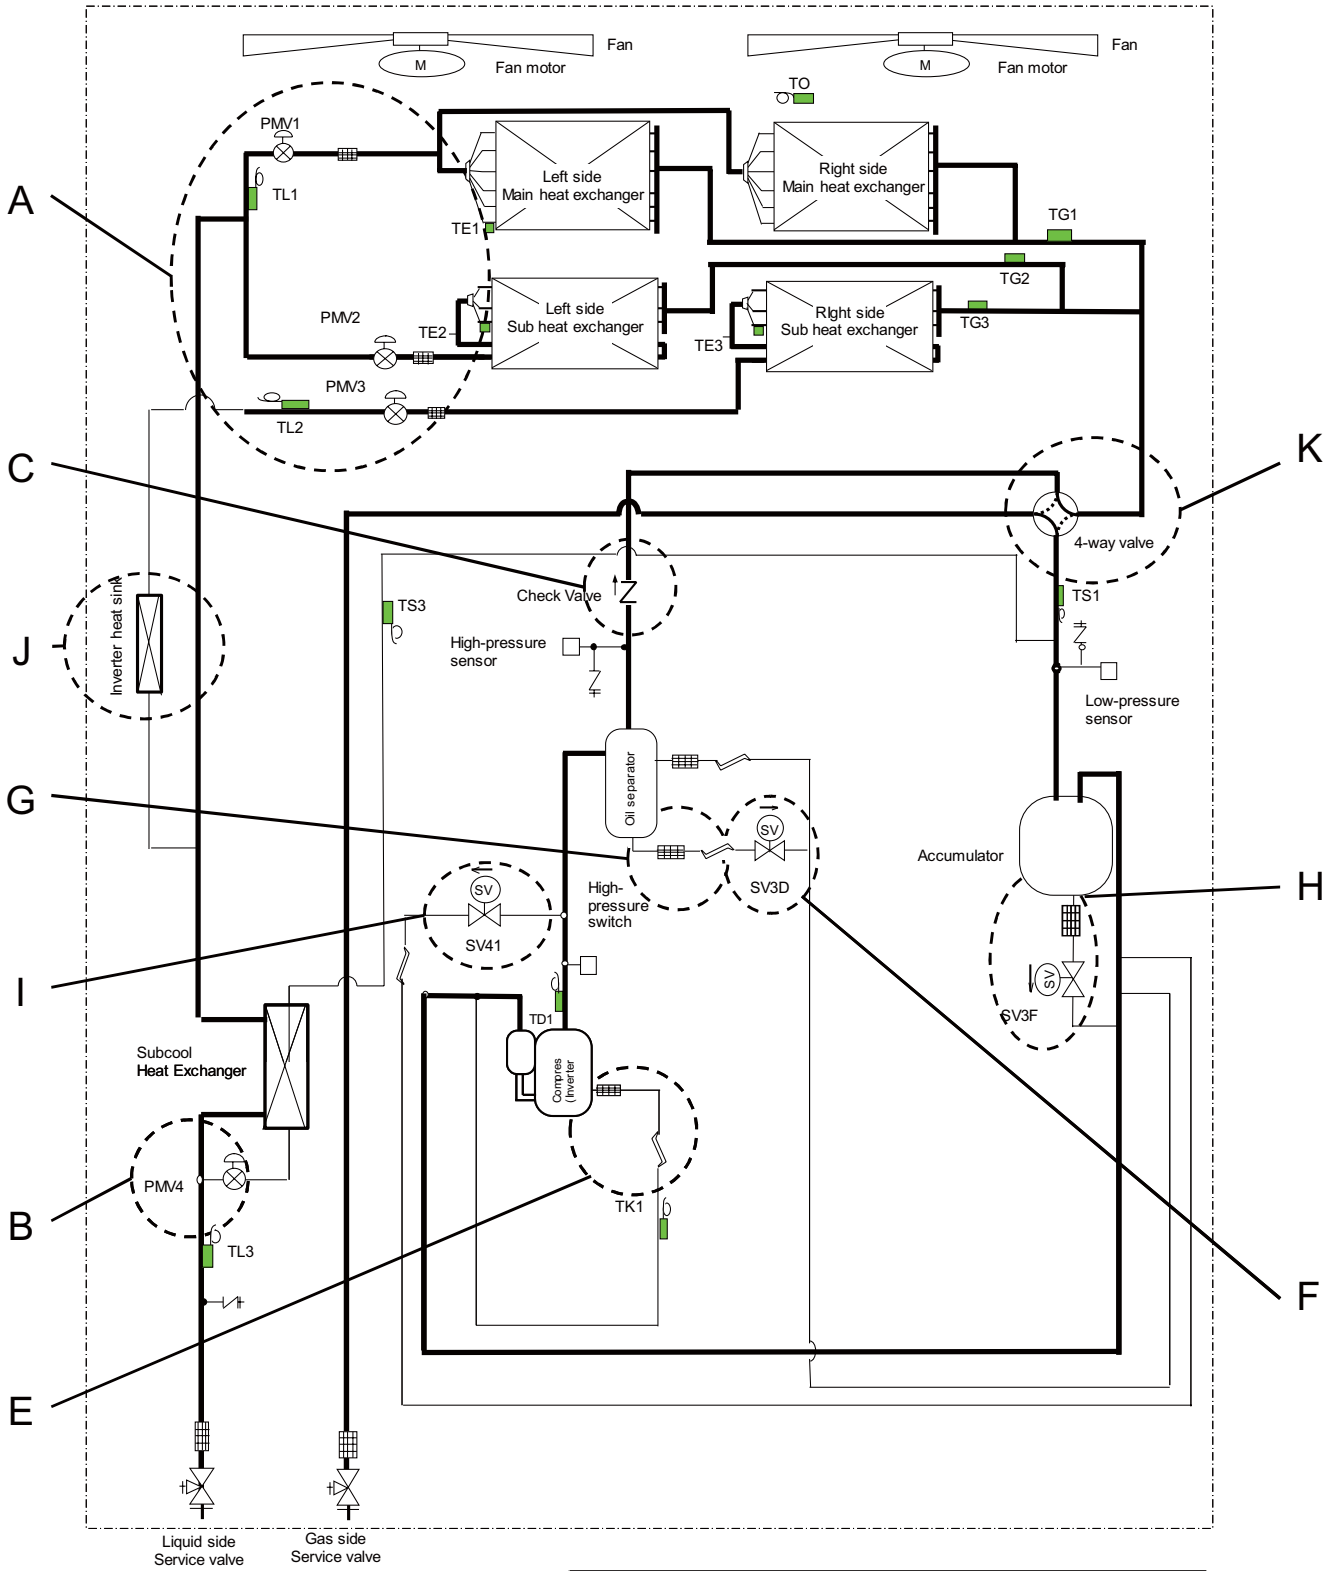 Fan
Fan
M
Fan motor
M
Fan motor
TO
PMV1
A
TL1
Left side
Main heat exchanger
Right side
Main heat exchanger
TE1
TG1
TG2
PMV2
TE2
Left side
Sub heat exchanger
TE3
RIght side
Sub heat exchanger
TG3
PMV3
TL2
C
K
4-way valve
Check Valve
TS3
TS1
J
Inverter heat sink
High-pressure
sensor
Low-pressure
sensor
G
Oil separator
SV
SV3D
Accumulator
H
High-
pressure
switch
SV
SV41
I
SV
SV3F
TD1
Subcool
Heat Exchanger
Compres
(Inverter
PMV4
B
TK1
TL3
F
E
Liquid side
Service valve
Gas side
Service valve